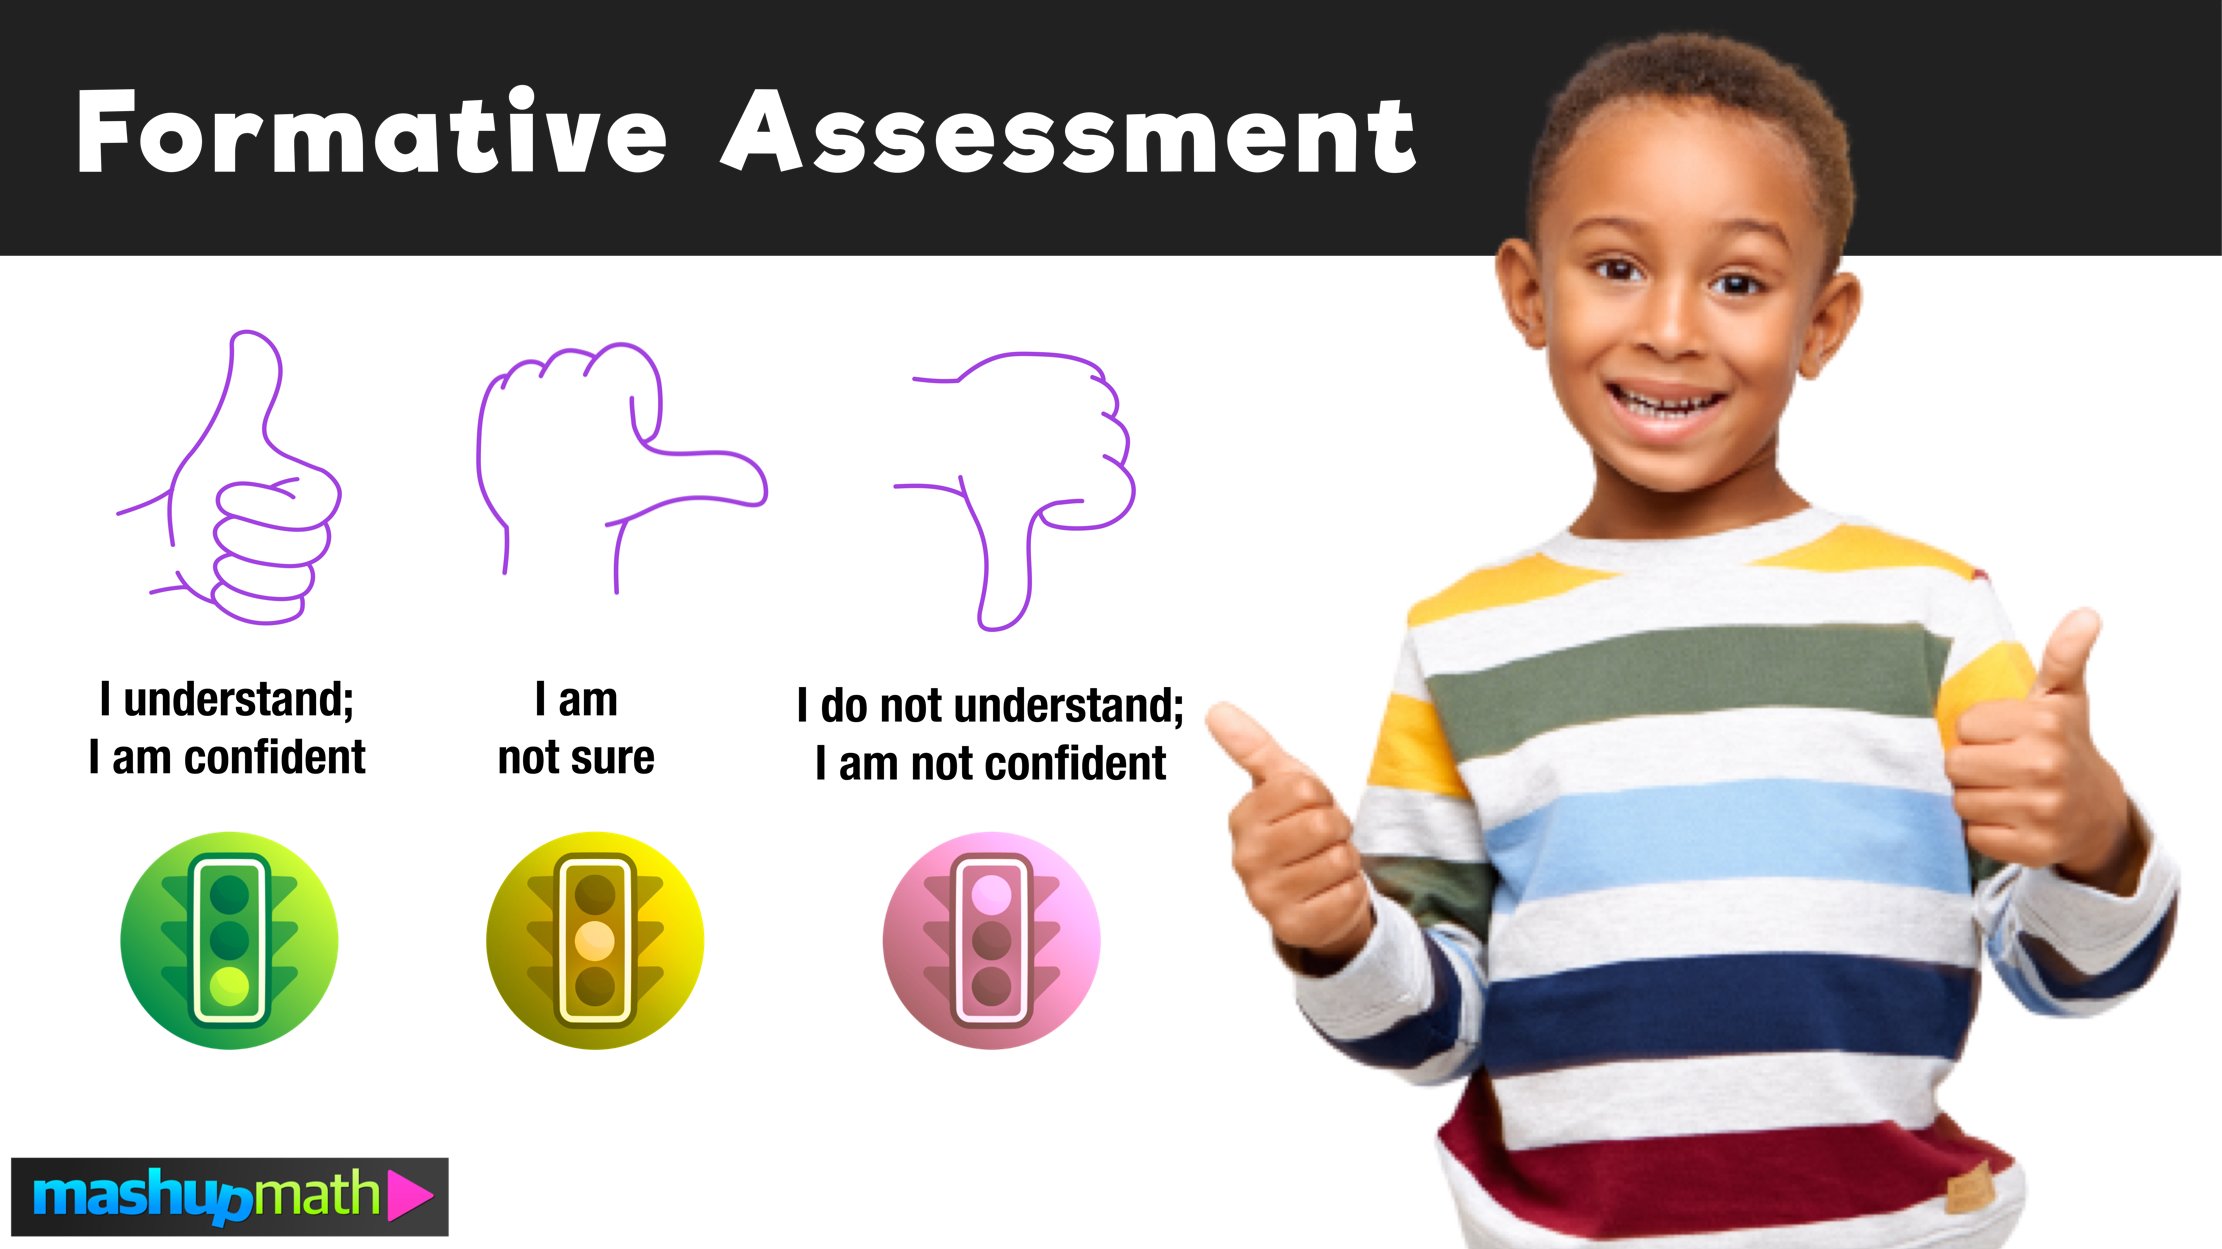 Formative Assessment
I understand;
I am confident
I am
not sure
I do not understand;
I am not confident
mashupmath